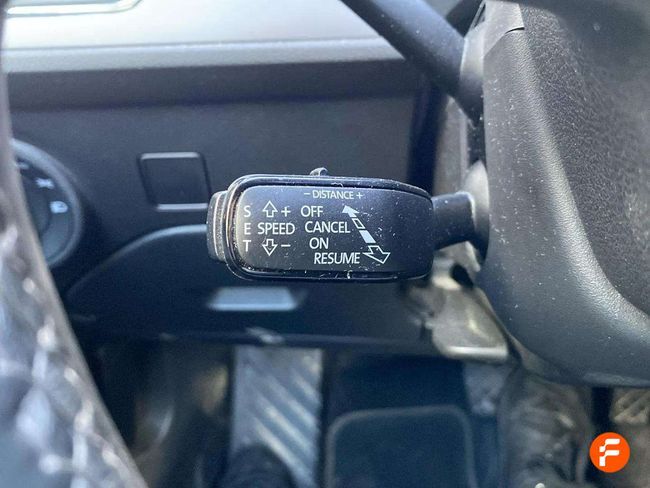 – DISTANCE +
S + OFF
E SPEED CANCEL
T – ON
RESUME